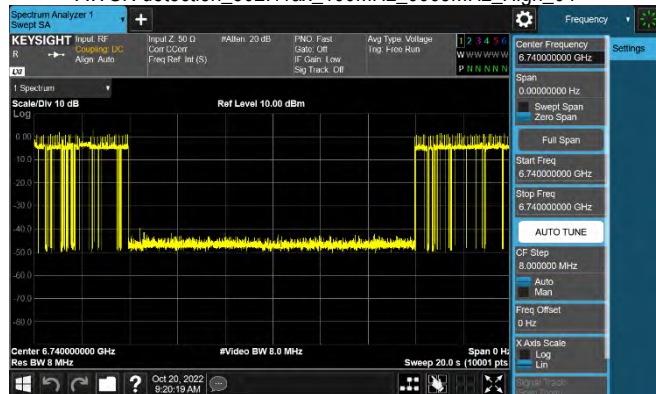 Spectrum Analyzer 1
Swept SA
Frequency
KEYSIGHT Input: RF
Coupling: DC
Align: Auto
Input Z: 50 Ω
Corr CCorr
Freq Ref: Int (S)
#Atten: 20 dB
PNO: Fast
Gate: Off
IF Gain: Low
Sig Track: Off
Avg Type: Voltage
Trig: Free Run
1 2 3 4 5 6
W W W W W W
P N N N N N
R
LXI
1 Spectrum
Scale/Div 10 dB
Ref Level 10.00 dBm
Log
0.00
-10.0
-20.0
-30.0
-40.0
-50.0
-60.0
-70.0
-80.0
Center 6.740000000 GHz
#Video BW 8.0 MHz
Span 0 Hz
Res BW 8 MHz
Sweep 20.0 s (10001 pts
Oct 20, 2022
9:20:19 AM
Settings
Center Frequency
6.740000000 GHz
Span
0.00000000 Hz
Swept Span
Zero Span
Full Span
Start Freq
6.740000000 GHz
Stop Freq
6.740000000 GHz
AUTO TUNE
CF Step
8.000000 MHz
Auto
Man
Freq Offset
0 Hz
X Axis Scale
Log
Lin
Signal Track